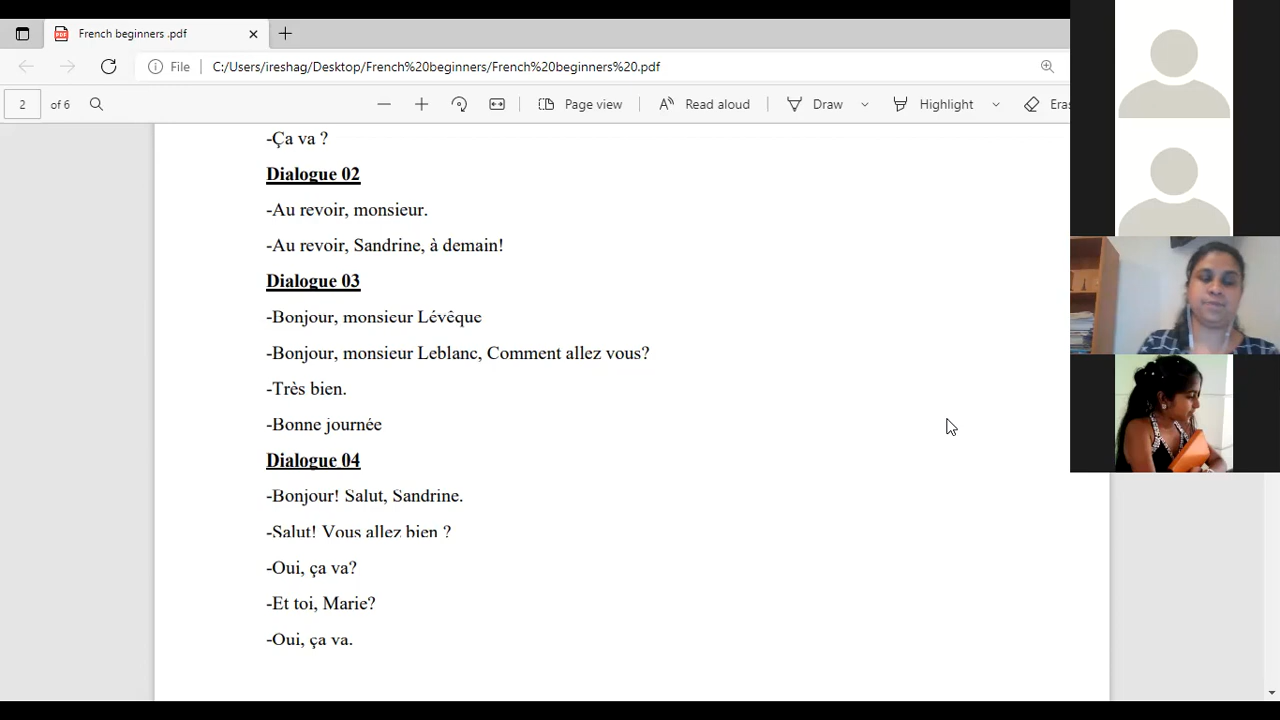 French beginners .pdf
File C:/Users/ireshag/Desktop/French%20beginners/French%20beginners%20.pdf
2 of 6 Page view Read aloud Draw Highlight Eras
-Ça va ?
Dialogue 02
-Au revoir, monsieur.
-Au revoir, Sandrine, à demain!
Dialogue 03
-Bonjour, monsieur Lévêque
-Bonjour, monsieur Leblanc, Comment allez vous?
-Très bien.
-Bonne journée
Dialogue 04
-Bonjour! Salut, Sandrine.
-Salut! Vous allez bien ?
-Oui, ça va?
-Et toi, Marie?
-Oui, ça va.